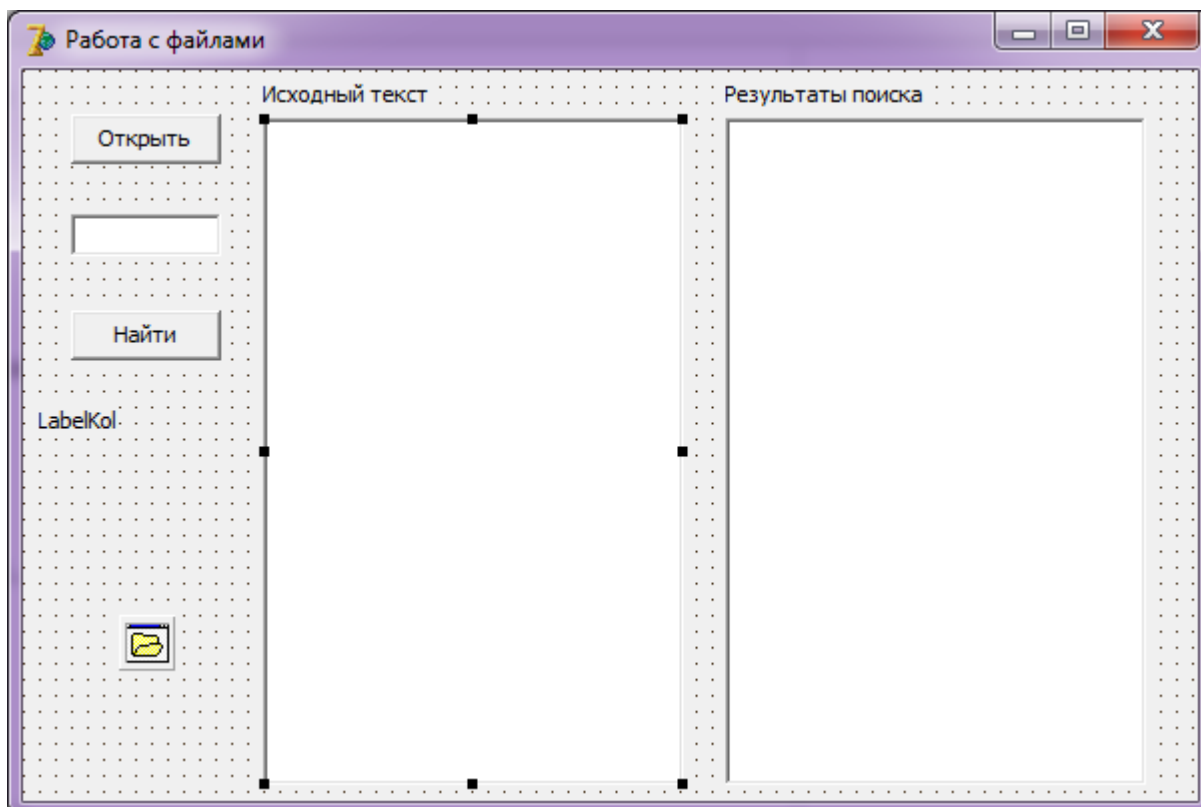 Работа с файлами
Исходный текст
Результаты поиска
Открыть
Найти
LabelKol